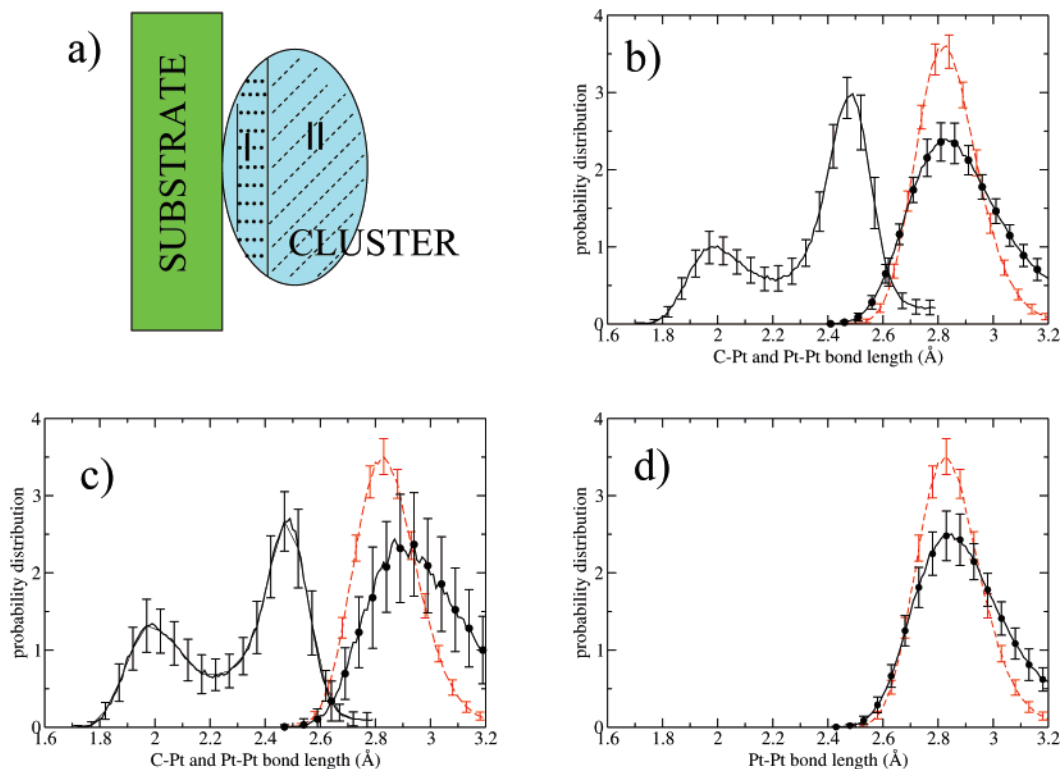 a)
SUBSTRATE
I
II
CLUSTER
b)
probability distribution
4
3
2
1
0
1.6 1.8 2 2.2 2.4 2.6 2.8 3 3.2
C-Pt and Pt-Pt bond length (Å)
c)
probability distribution
4
3
2
1
0
1.6 1.8 2 2.2 2.4 2.6 2.8 3 3.2
C-Pt and Pt-Pt bond length (Å)
d)
probability distribution
4
3
2
1
0
1.6 1.8 2 2.2 2.4 2.6 2.8 3 3.2
Pt-Pt bond length (Å)